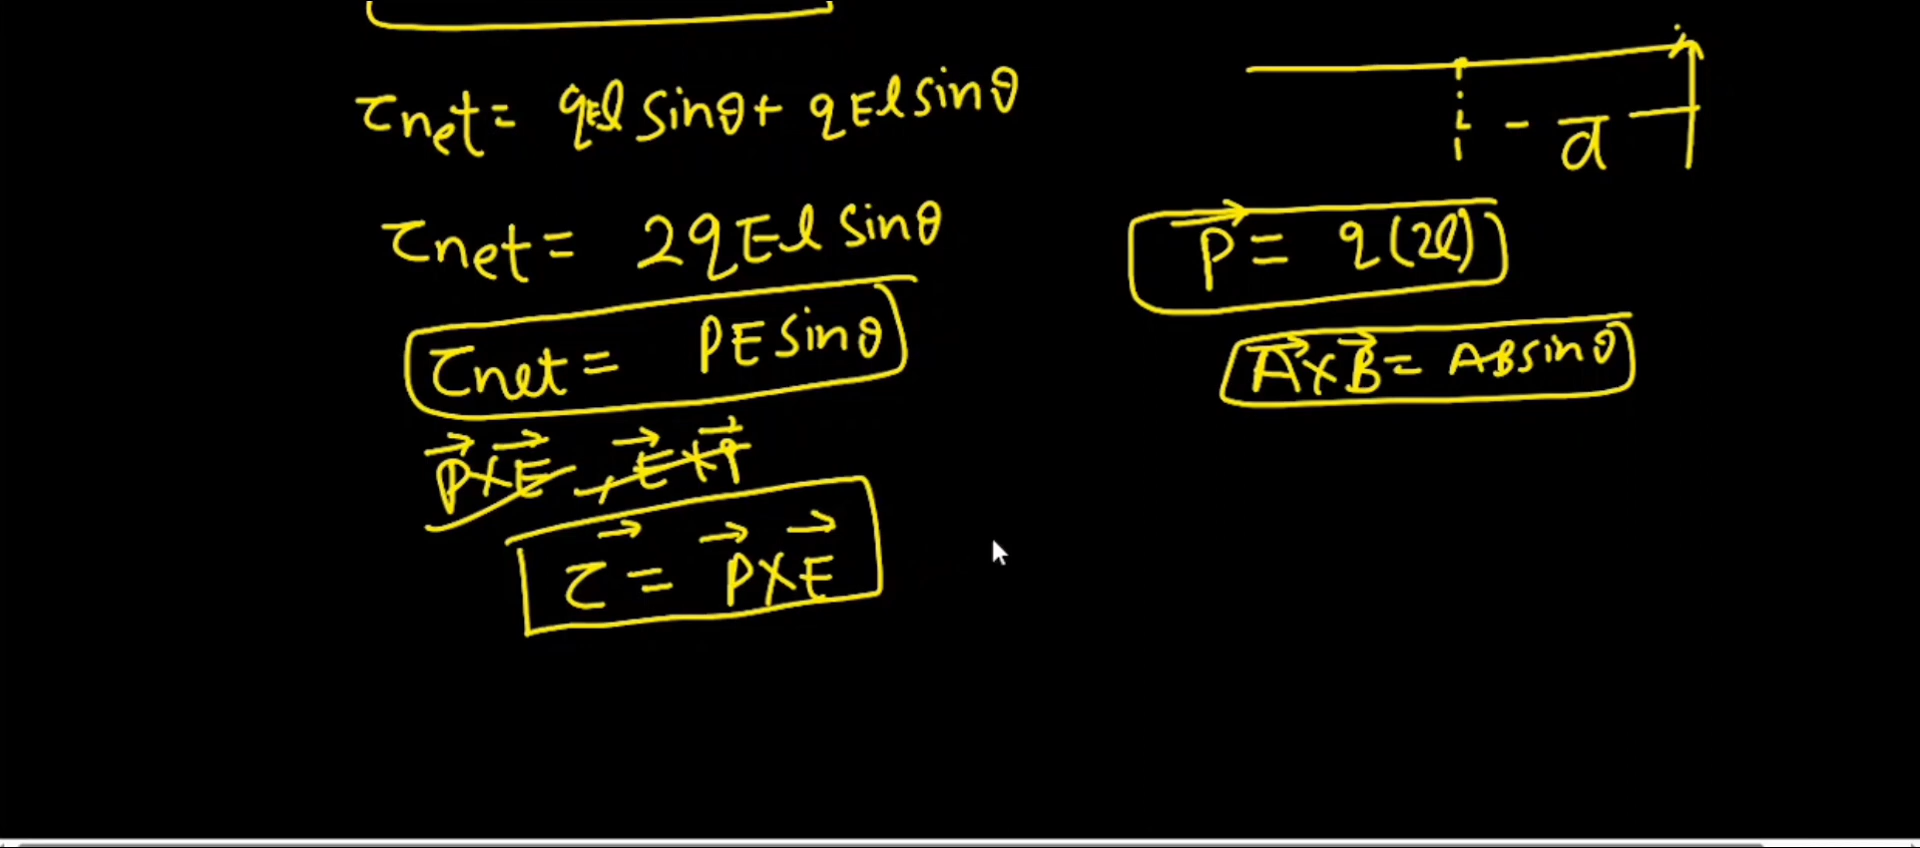 τnet = qEl sinθ + qEl sinθ
d
τnet = 2qEl sinθ
P⃗ = q(2l)
τnet = PE sinθ
A⃗×B⃗ = AB sinθ
P⃗×E⃗ , E⃗×P⃗
τ⃗ = P⃗×E⃗